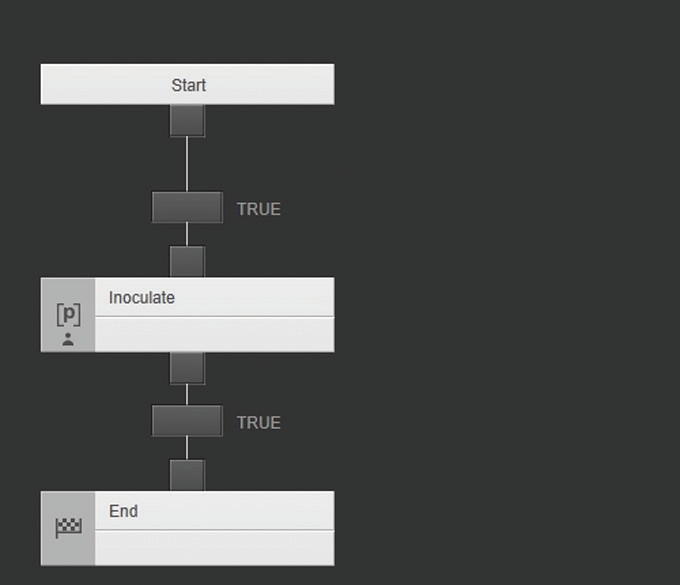 Start
TRUE
Inoculate
[p]
TRUE
End